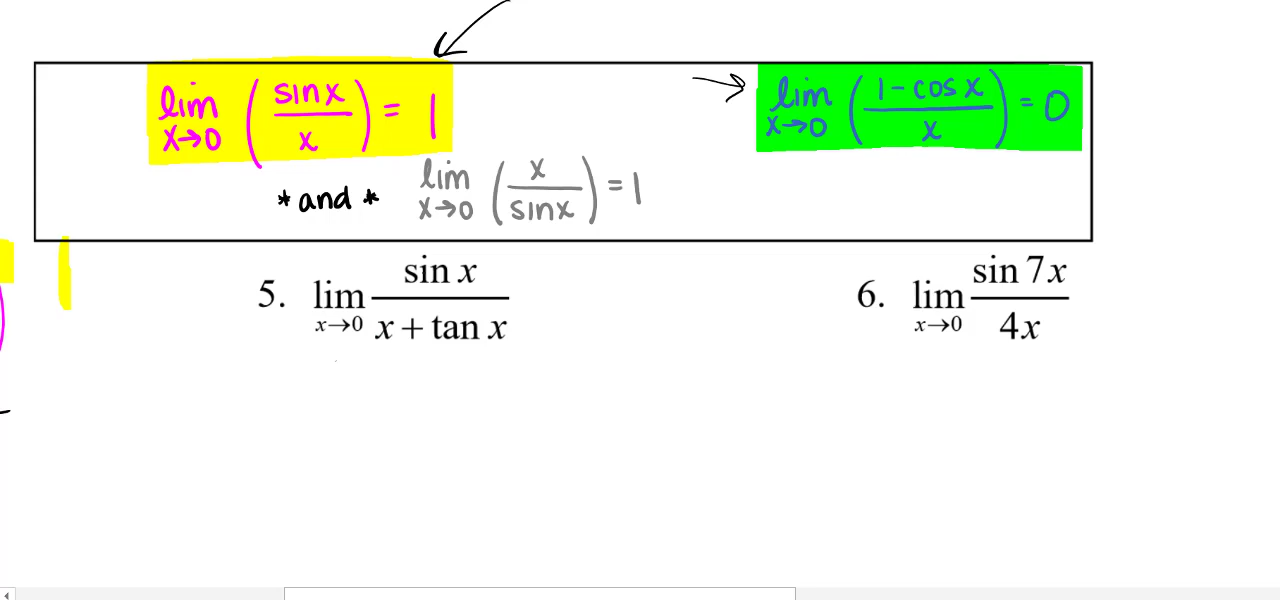 lim x→0 (sin x / x) = 1
lim x→0 (1 - cos x / x) = 0
* and * lim x→0 (x / sin x) = 1
5. lim x→0 sin x / x + tan x
6. lim x→0 sin 7x / 4x